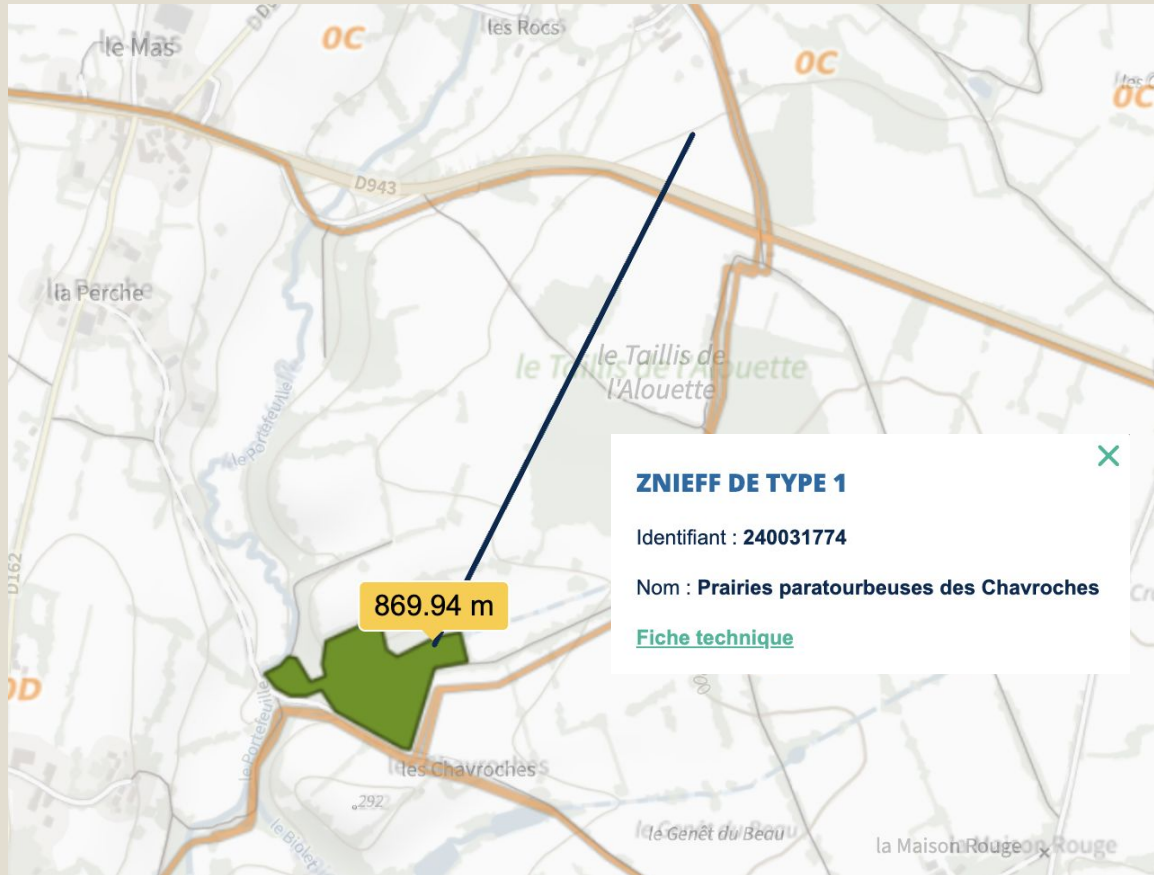 le Mas
les Rocs
0C
0C
0C
D943
la Perche
le Taillis de
l'Alouette
le Portefeuille
ZNIEFF DE TYPE 1
Identifiant : 240031774
Nom : Prairies paratourbeuses des Chavroches
Fiche technique
869.94 m
D162
0D
le Portefeuille
les Chavroches
292
le Genêt du Beau
la Maison Rouge